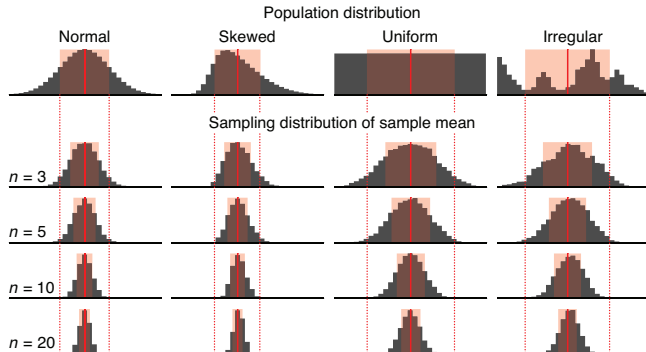 Population distribution
Normal Skewed Uniform Irregular
Sampling distribution of sample mean
n = 3
n = 5
n = 10
n = 20